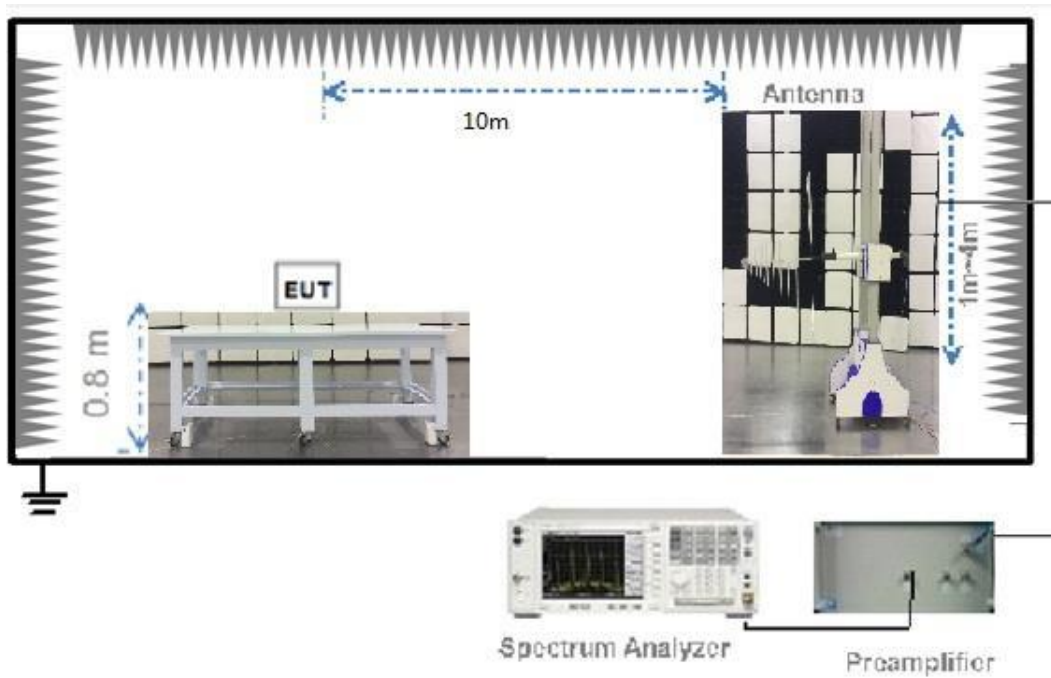 Antenna
10m
1m~4m
EUT
0.8 m
Spectrum Analyzer
Preamplifier